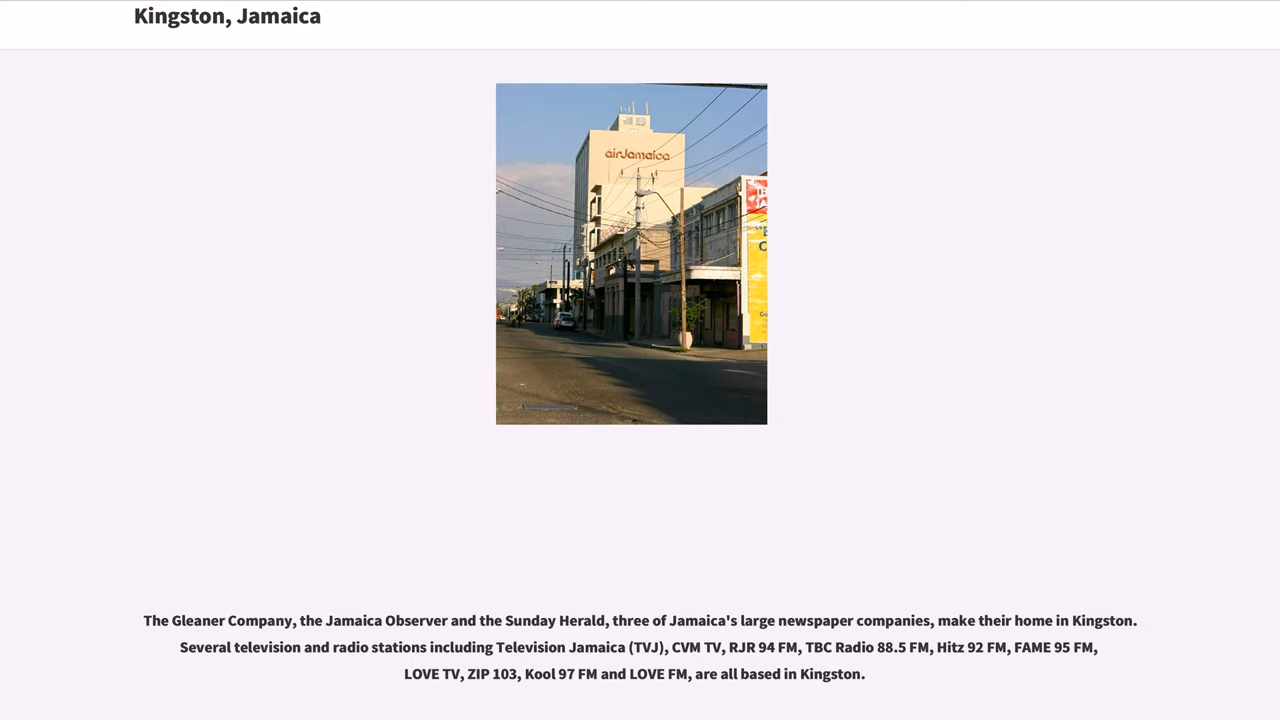 Kingston, Jamaica
airJamaica
The Gleaner Company, the Jamaica Observer and the Sunday Herald, three of Jamaica's large newspaper companies, make their home in Kingston.
Several television and radio stations including Television Jamaica (TVJ), CVM TV, RJR 94 FM, TBC Radio 88.5 FM, Hitz 92 FM, FAME 95 FM,
LOVE TV, ZIP 103, Kool 97 FM and LOVE FM, are all based in Kingston.